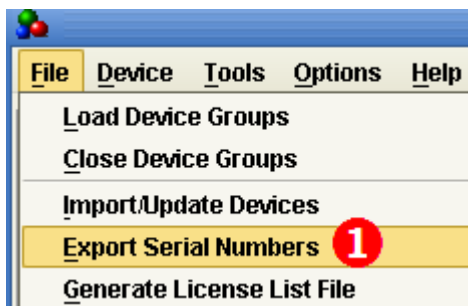 File Device Tools Options Help
Load Device Groups
Close Device Groups
Import/Update Devices
Export Serial Numbers 1
Generate License List File